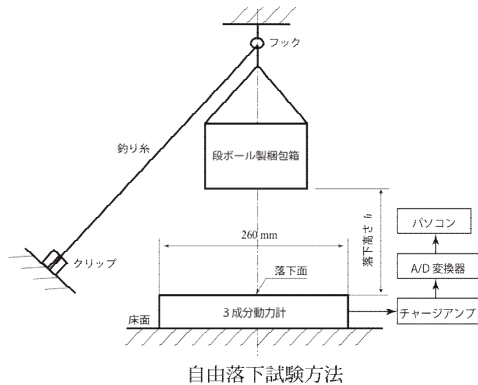 フック
釣り糸
段ボール製梱包箱
クリップ
落下高さ h
260 mm
落下面
パソコン
A/D 変換器
チャージアンプ
床面
3成分動力計
自由落下試験方法